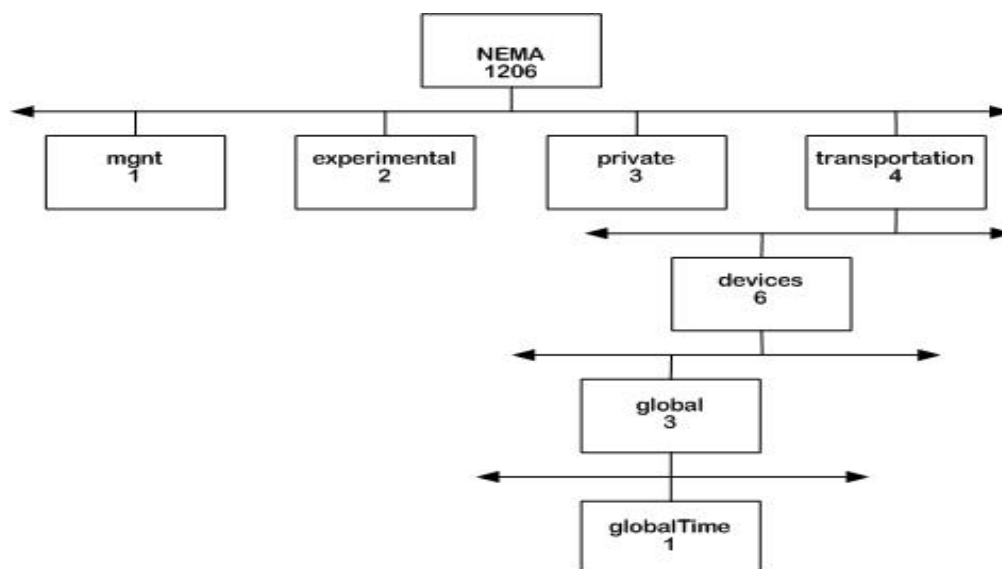 NEMA
1206
mgnt
1
experimental
2
private
3
transportation
4
devices
6
global
3
globalTime
1